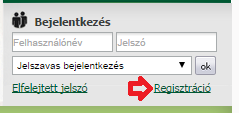 Bejelentkezés
Felhasználónév Jelszó
Jelszavas bejelentkezés ok
Elfelejtett jelszó Regisztráció